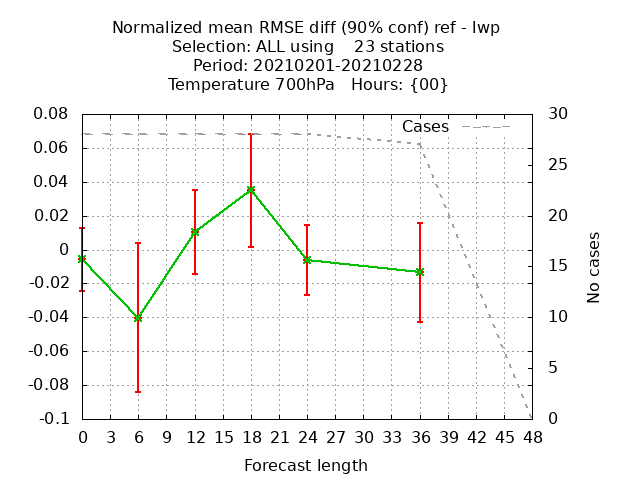 Normalized mean RMSE diff (90% conf) ref - lwp
Selection: ALL using    23 stations
Period: 20210201-20210228
Temperature 700hPa   Hours: {00}
Cases
0.08
0.06
0.04
0.02
0
-0.02
-0.04
-0.06
-0.08
-0.1
30
25
20
15
10
5
0
No cases
0 3 6 9 12 15 18 21 24 27 30 33 36 39 42 45 48
Forecast length